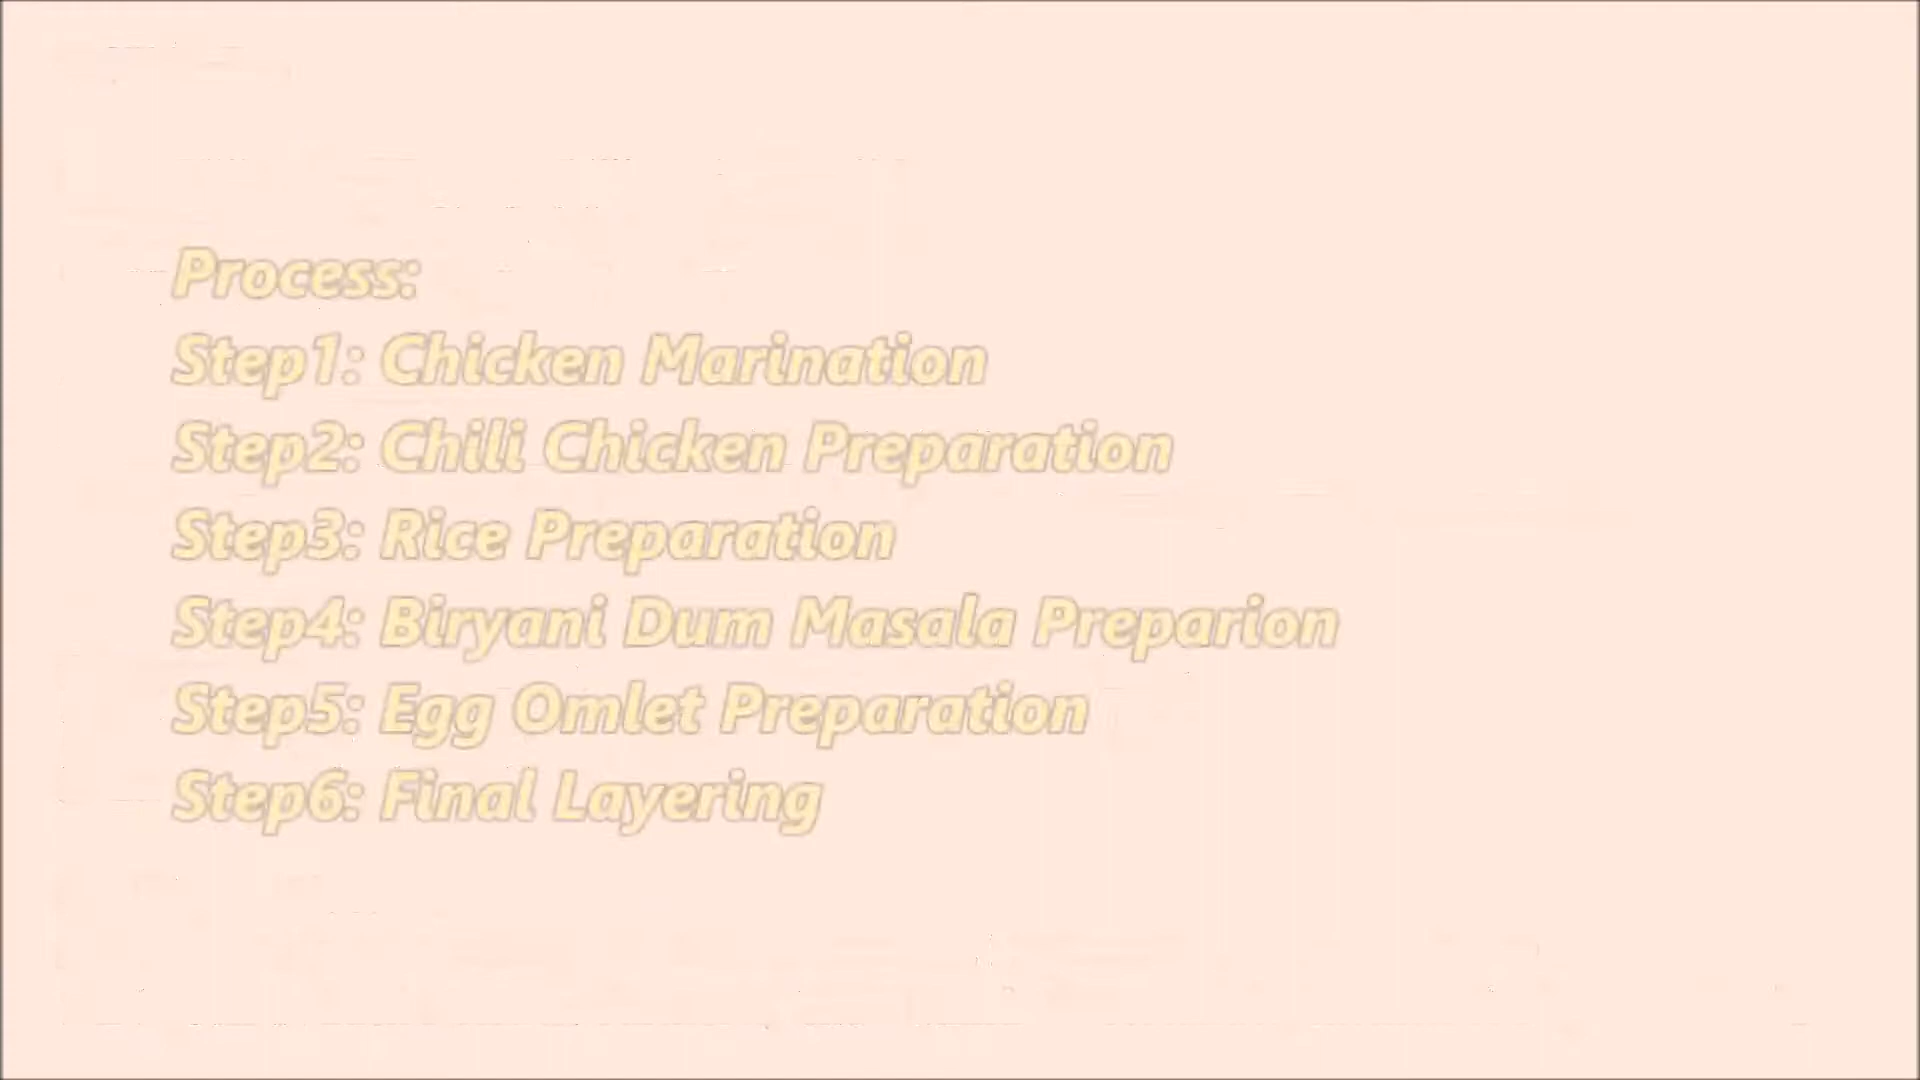 Process:
Step1: Chicken Marination
Step2: Chili Chicken Preparation
Step3: Rice Preparation
Step4: Biryani Dum Masala Preparion
Step5: Egg Omlet Preparation
Step6: Final Layering